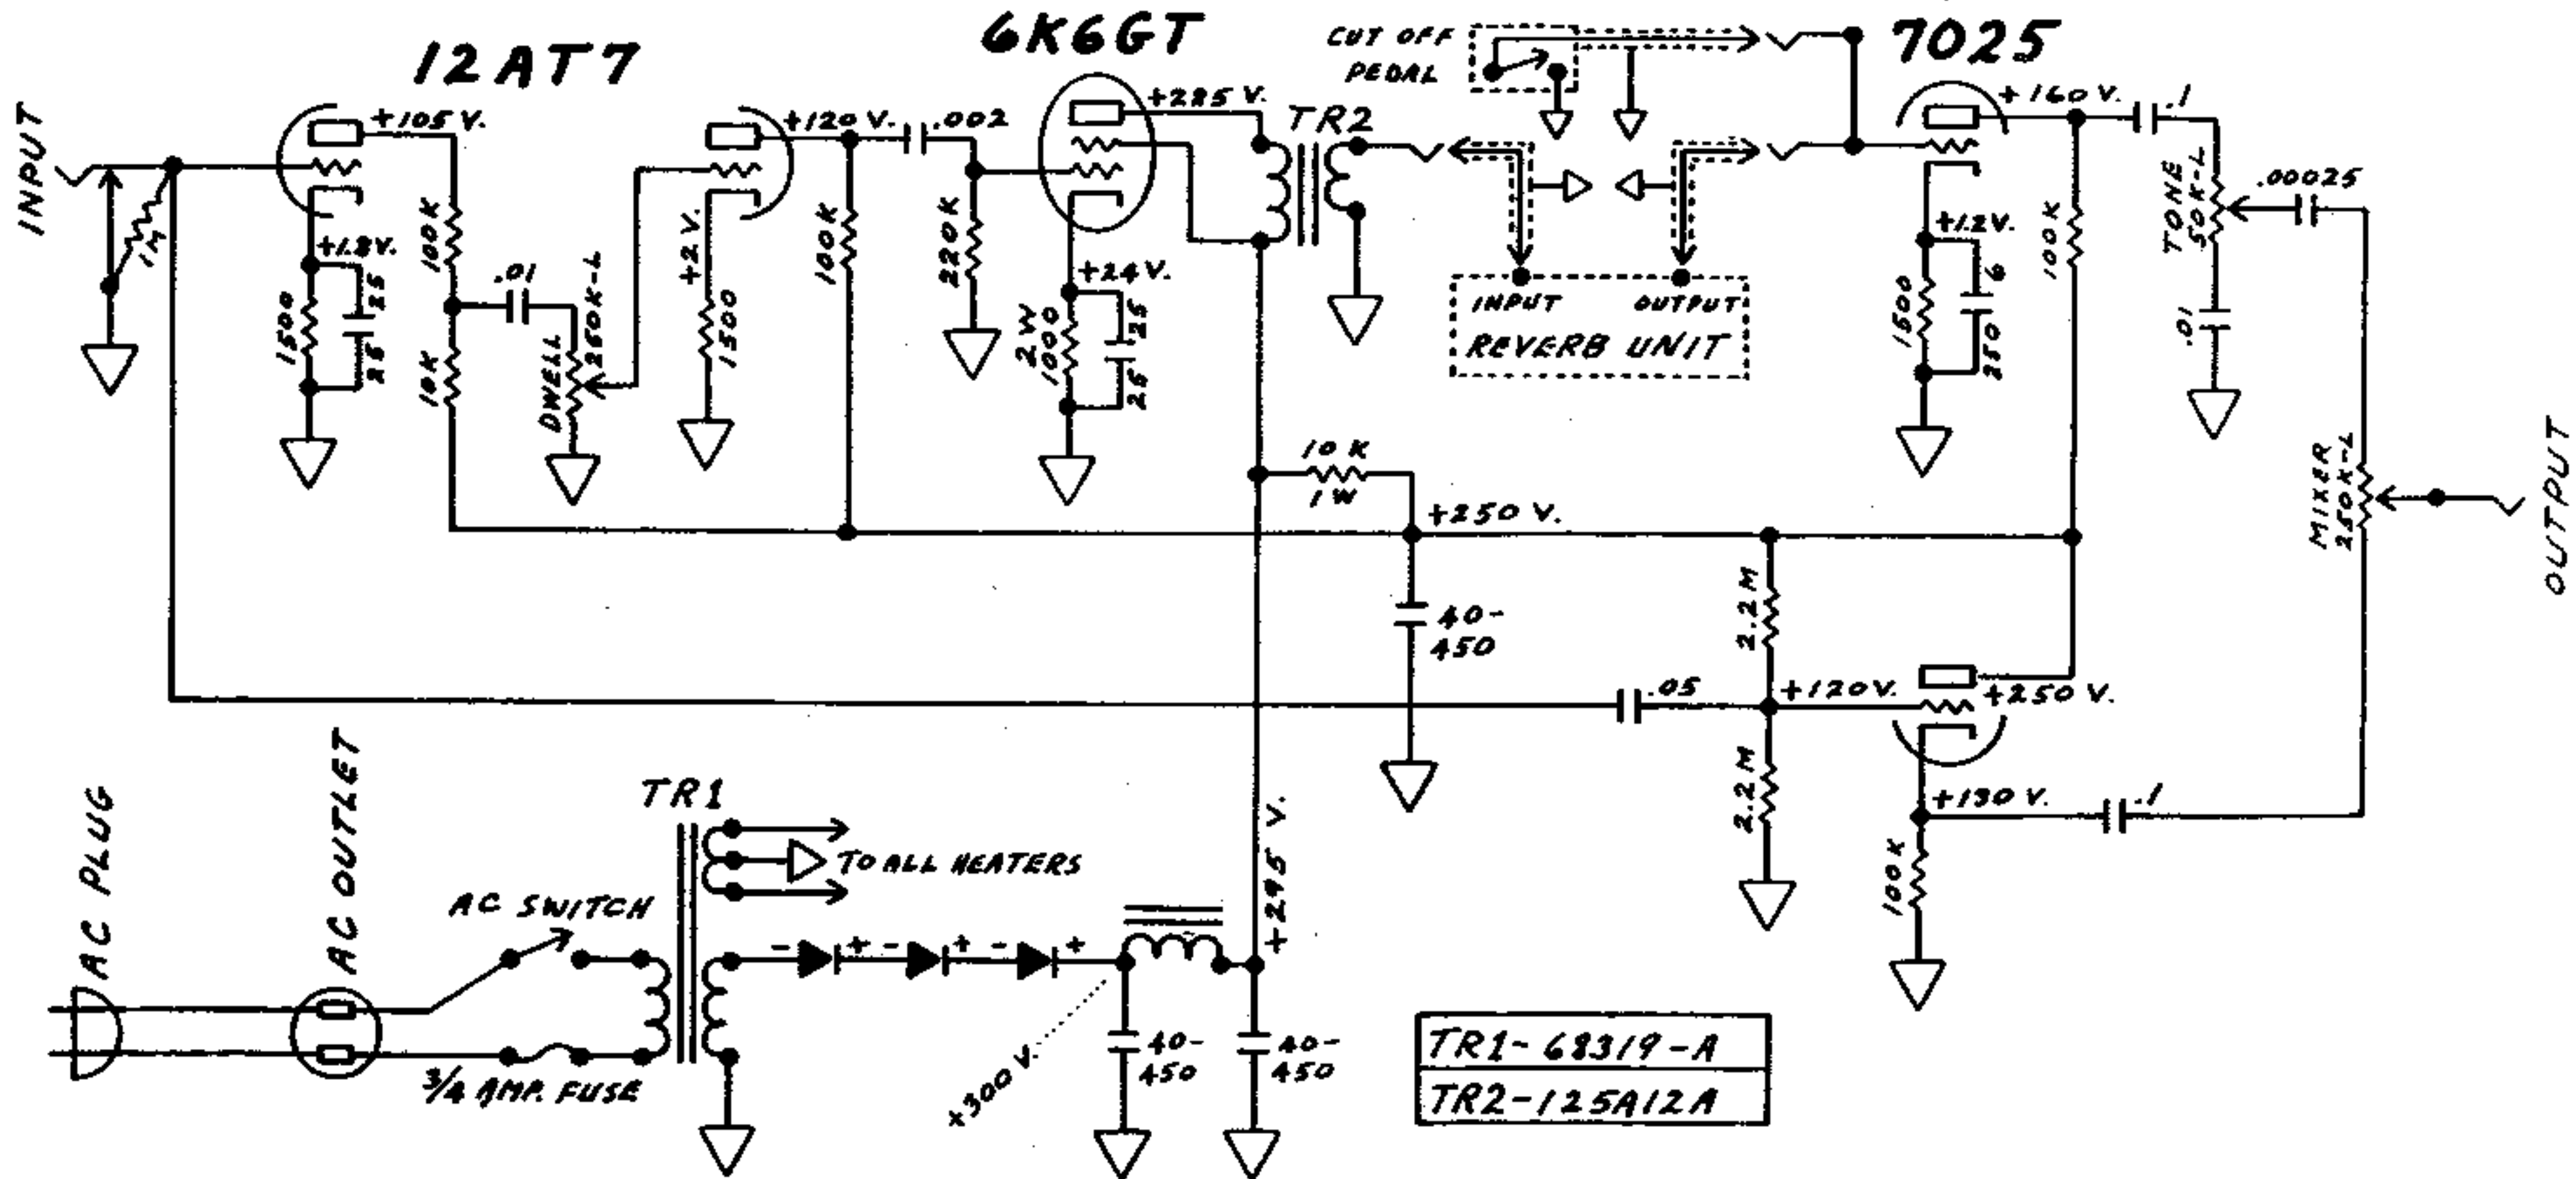 12AT7
6K6GT
7025
CUT OFF
PEDAL
INPUT
1M
+105 V.
+1.8V.
1500
25
25
100K
10K
.01
DWELL
250K-L
+2 V.
1500
+120 V.
.002
100K
220K
+285 V.
+24 V.
2W
1000
25
25
TR2
INPUT
OUTPUT
REVERB UNIT
+160 V.
.1
+1.2V.
1500
6
250
100K
TONE
50K-L
.00025
.01
MIXER
250K-L
OUTPUT
10 K
1 W
+250 V.
40-
450
2.2M
.05
+120V.
+250 V.
2.2M
+130 V.
.1
100K
AC PLUG
AC OUTLET
AC SWITCH
3/4 AMP. FUSE
TR1
TO ALL HEATERS
- + - + - +
+295 V.
+300 V.
40-
450
40-
450
TR1- 68319-A
TR2-125A12A